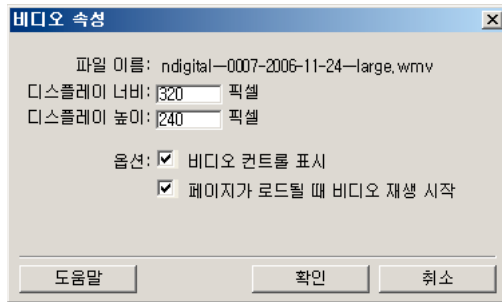 비디오 속성
파일 이름: ndigital--0007-2006-11-24--large.wmv
디스플레이 너비: 320 픽셀
디스플레이 높이: 240 픽셀
옵션: 비디오 컨트롤 표시
페이지가 로드될 때 비디오 재생 시작
도움말 확인 취소